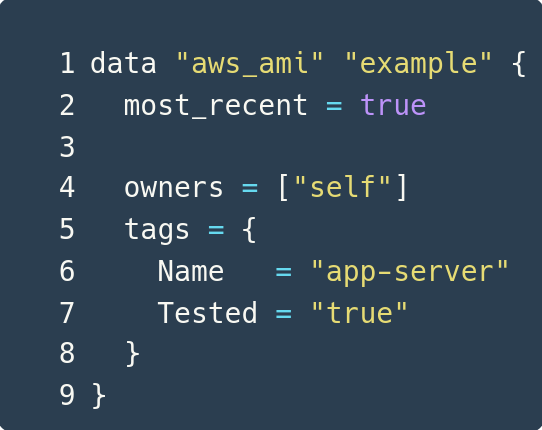 1 data "aws_ami" "example" {
2   most_recent = true
3
4   owners = ["self"]
5   tags = {
6     Name   = "app-server"
7     Tested = "true"
8   }
9 }